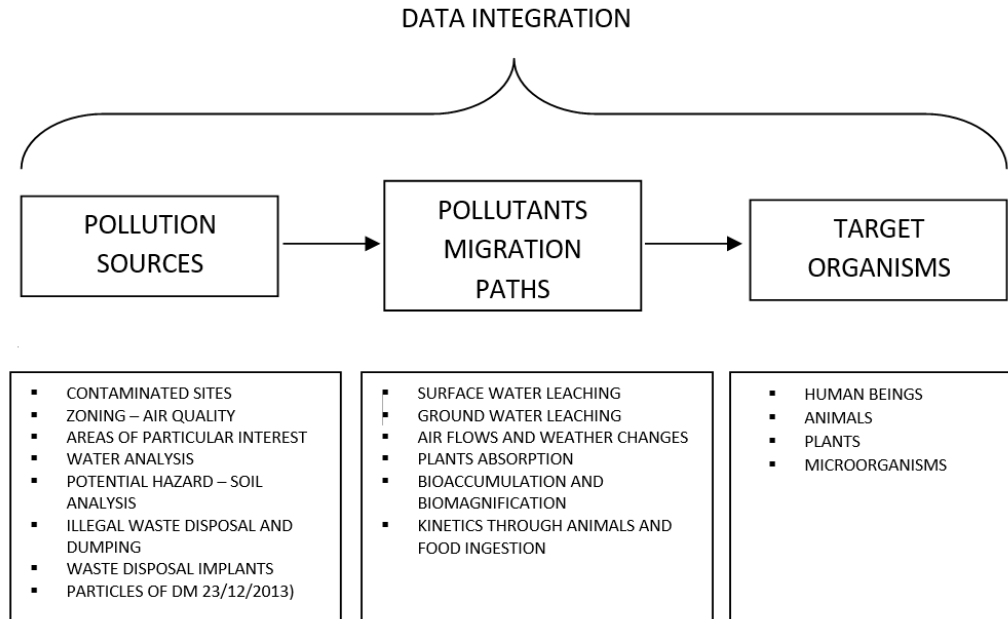 DATA INTEGRATION
POLLUTION
SOURCES
POLLUTANTS
MIGRATION
PATHS
TARGET
ORGANISMS
CONTAMINATED SITES
ZONING – AIR QUALITY
AREAS OF PARTICULAR INTEREST
WATER ANALYSIS
POTENTIAL HAZARD – SOIL
ANALYSIS
ILLEGAL WASTE DISPOSAL AND
DUMPING
WASTE DISPOSAL IMPLANTS
PARTICLES OF DM 23/12/2013)
SURFACE WATER LEACHING
GROUND WATER LEACHING
AIR FLOWS AND WEATHER CHANGES
PLANTS ABSORPTION
BIOACCUMULATION AND
BIOMAGNIFICATION
KINETICS THROUGH ANIMALS AND
FOOD INGESTION
HUMAN BEINGS
ANIMALS
PLANTS
MICROORGANISMS